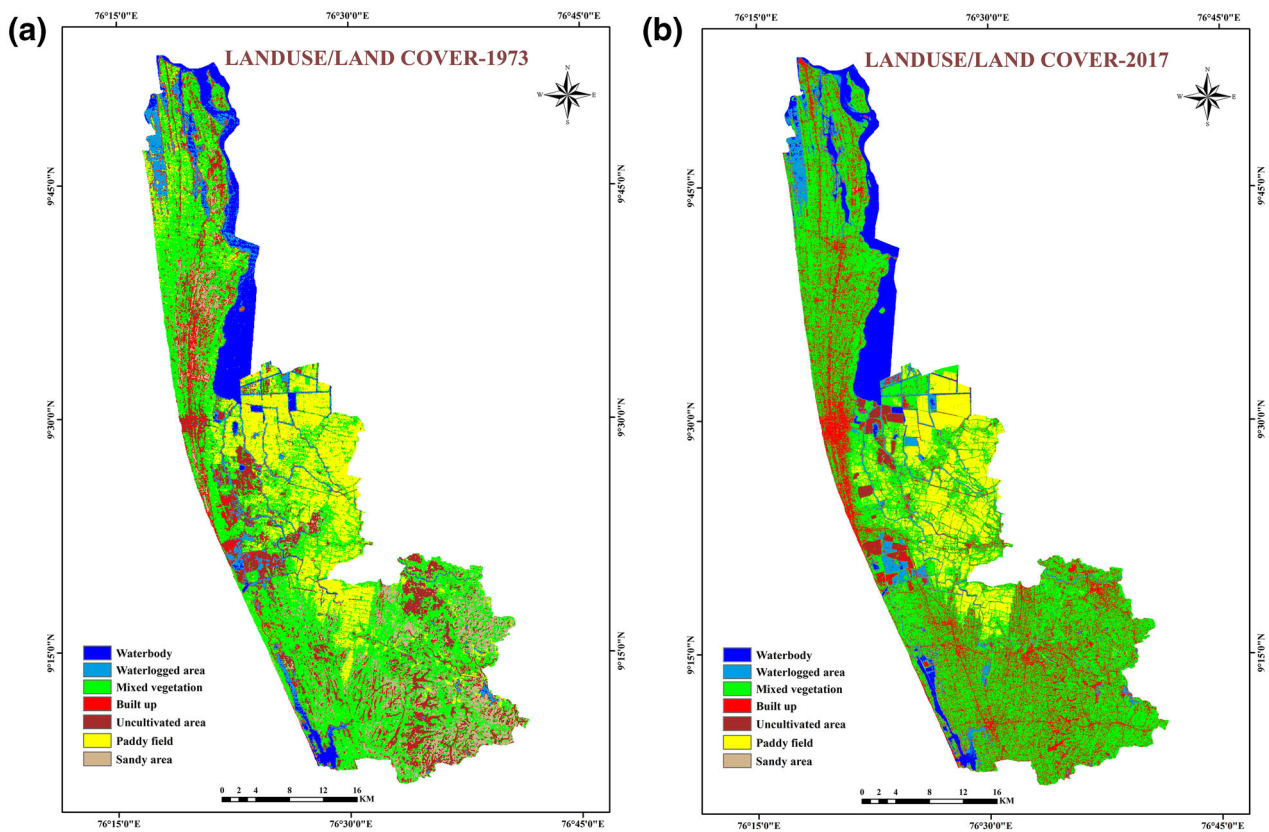 (a)
76°15'0"E 76°30'0"E 76°45'0"E
LANDUSE/LAND COVER-1973
N
W E
S
9°45'0"N 9°45'0"N
9°30'0"N 9°30'0"N
9°15'0"N 9°15'0"N
Waterbody
Waterlogged area
Mixed vegetation
Built up
Uncultivated area
Paddy field
Sandy area
0 2 4 8 12 16
KM
76°15'0"E 76°30'0"E 76°45'0"E
(b)
76°15'0"E 76°30'0"E 76°45'0"E
LANDUSE/LAND COVER-2017
N
W E
S
9°45'0"N 9°45'0"N
9°30'0"N 9°30'0"N
9°15'0"N 9°15'0"N
Waterbody
Waterlogged area
Mixed vegetation
Built up
Uncultivated area
Paddy field
Sandy area
0 2 4 8 12 16
KM
76°15'0"E 76°30'0"E 76°45'0"E